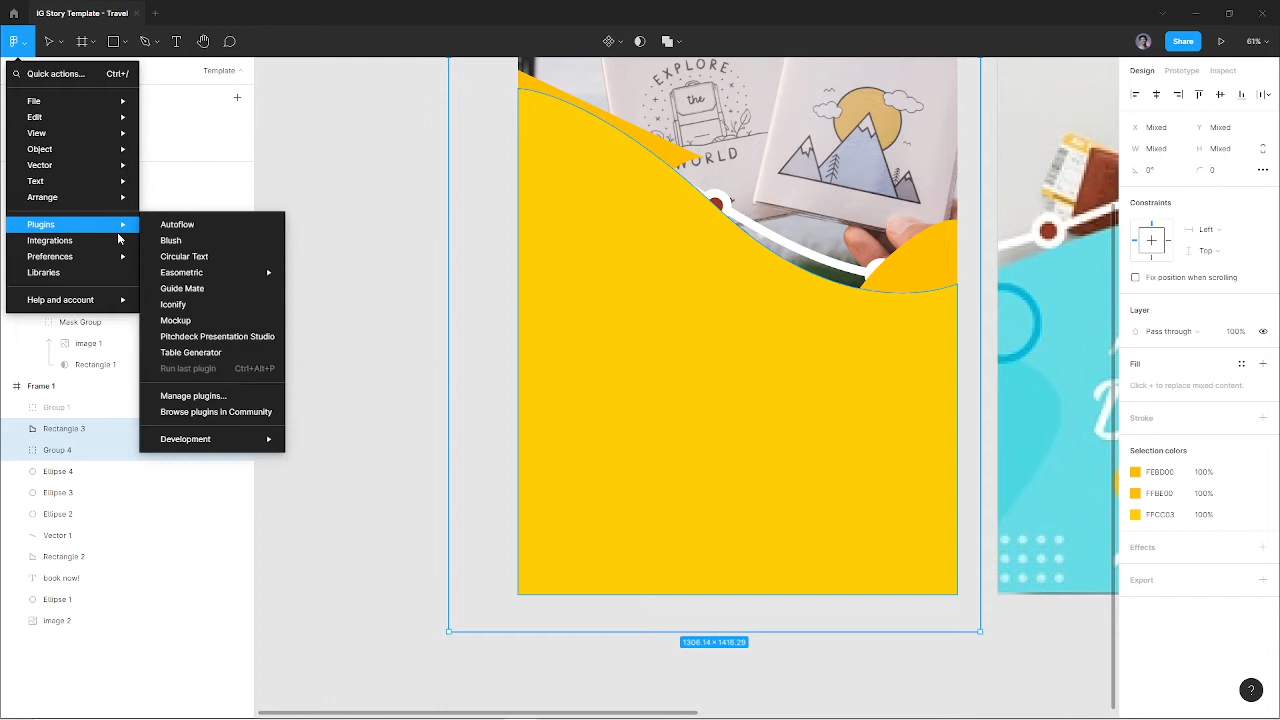 IG Story Template - Travel
Share
61%
Quick actions... Ctrl+/
File
Edit
View
Object
Vector
Text
Arrange
Plugins
Integrations
Preferences
Libraries
Help and account
Autoflow
Blush
Circular Text
Easometric
Guide Mate
Iconify
Mockup
Pitchdeck Presentation Studio
Table Generator
Run last plugin Ctrl+Alt+P
Manage plugins...
Browse plugins in Community
Development
Template
Mask Group
image 1
Rectangle 1
Frame 1
Group 1
Rectangle 3
Group 4
Ellipse 4
Ellipse 3
Ellipse 2
Vector 1
Rectangle 2
book now!
Ellipse 1
image 2
EXPLORE
the
WORLD
1306.14 × 1416.29
Design Prototype Inspect
X Mixed Y Mixed
W Mixed H Mixed
0° 0
Constraints
Left
Top
Fix position when scrolling
Layer
Pass through 100%
Fill
Click + to replace mixed content.
Stroke
Selection colors
FEBD00 100%
FFBE00 100%
FFCC03 100%
Effects
Export
?